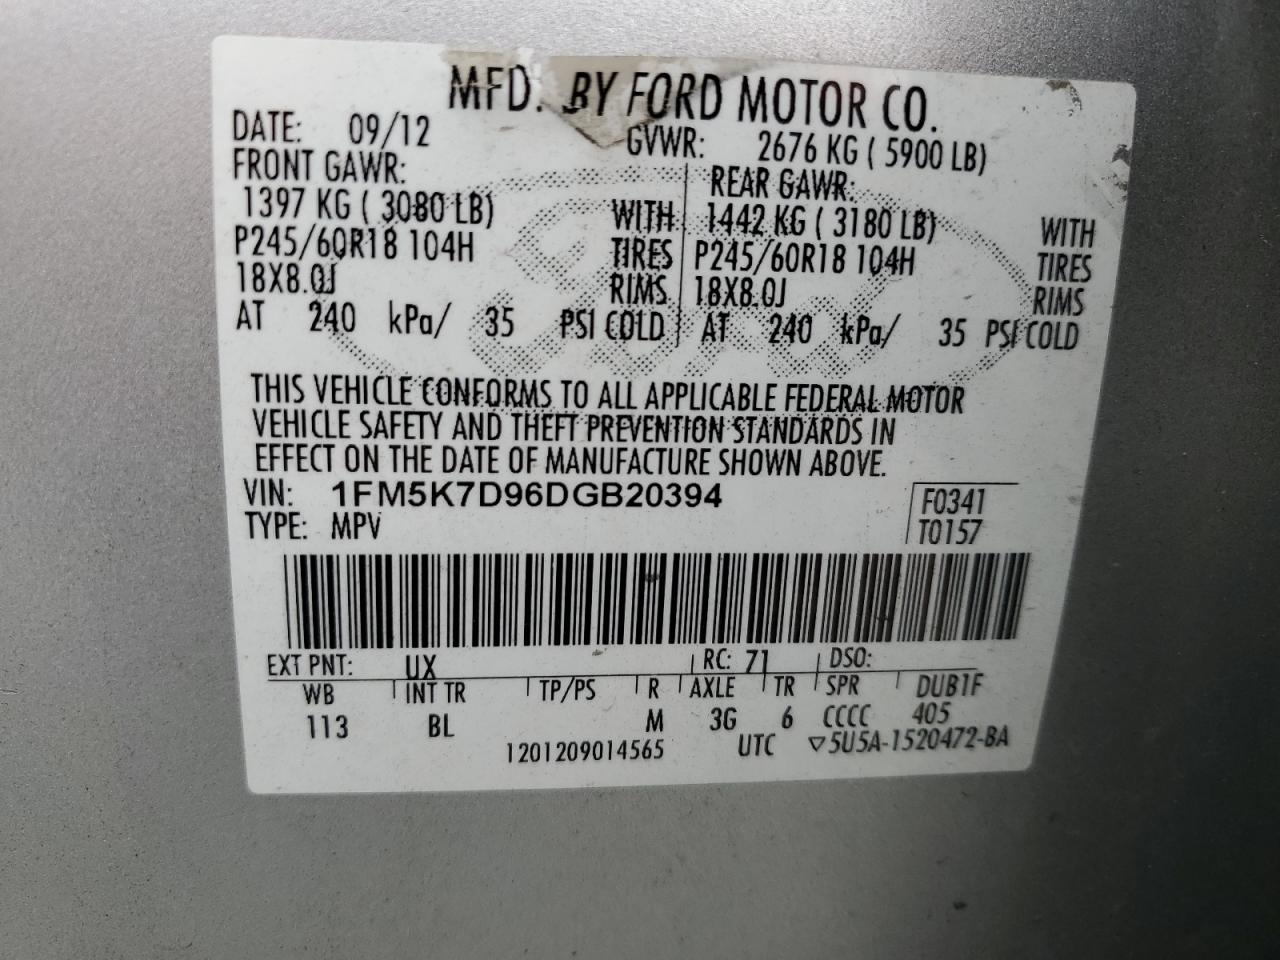 MFD. BY FORD MOTOR CO.
DATE: 09/12 GVWR: 2676 KG ( 5900 LB)
FRONT GAWR: REAR GAWR:
1397 KG ( 3080 LB) WITH 1442 KG ( 3180 LB) WITH
P245/60R18 104H TIRES P245/60R18 104H TIRES
18X8.0J RIMS 18X8.0J RIMS
AT 240 kPa/ 35 PSI COLD AT 240 kPa/ 35 PSI COLD
THIS VEHICLE CONFORMS TO ALL APPLICABLE FEDERAL MOTOR
VEHICLE SAFETY AND THEFT PREVENTION STANDARDS IN
EFFECT ON THE DATE OF MANUFACTURE SHOWN ABOVE.
VIN: 1FM5K7D96DGB20394 F0341
TYPE: MPV T0157
EXT PNT: UX RC: 71 DSO:
WB INT TR TP/PS R AXLE TR SPR DUB1F
113 BL M 3G 6 CCCC 405
1201209014565 UTC ▽5U5A-1520472-BA